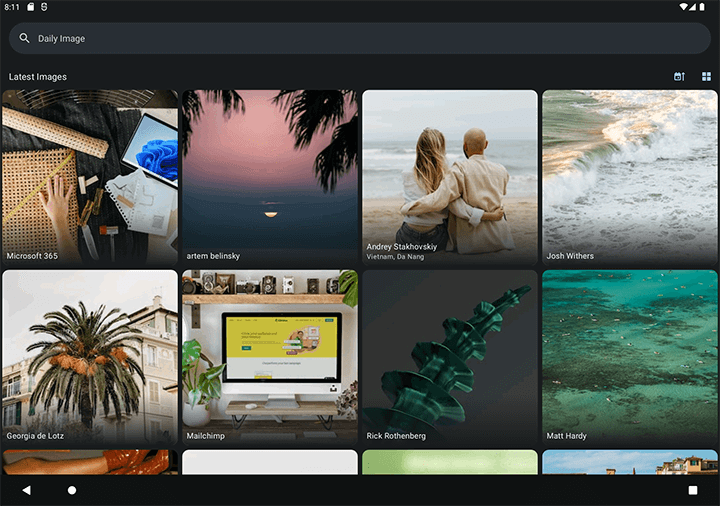 8:11
Daily Image
Latest Images
Microsoft 365
artem belinsky
Andrey Stakhovskiy
Vietnam, Da Nang
Josh Withers
Georgia de Lotz
Mailchimp
Rick Rothenberg
Matt Hardy